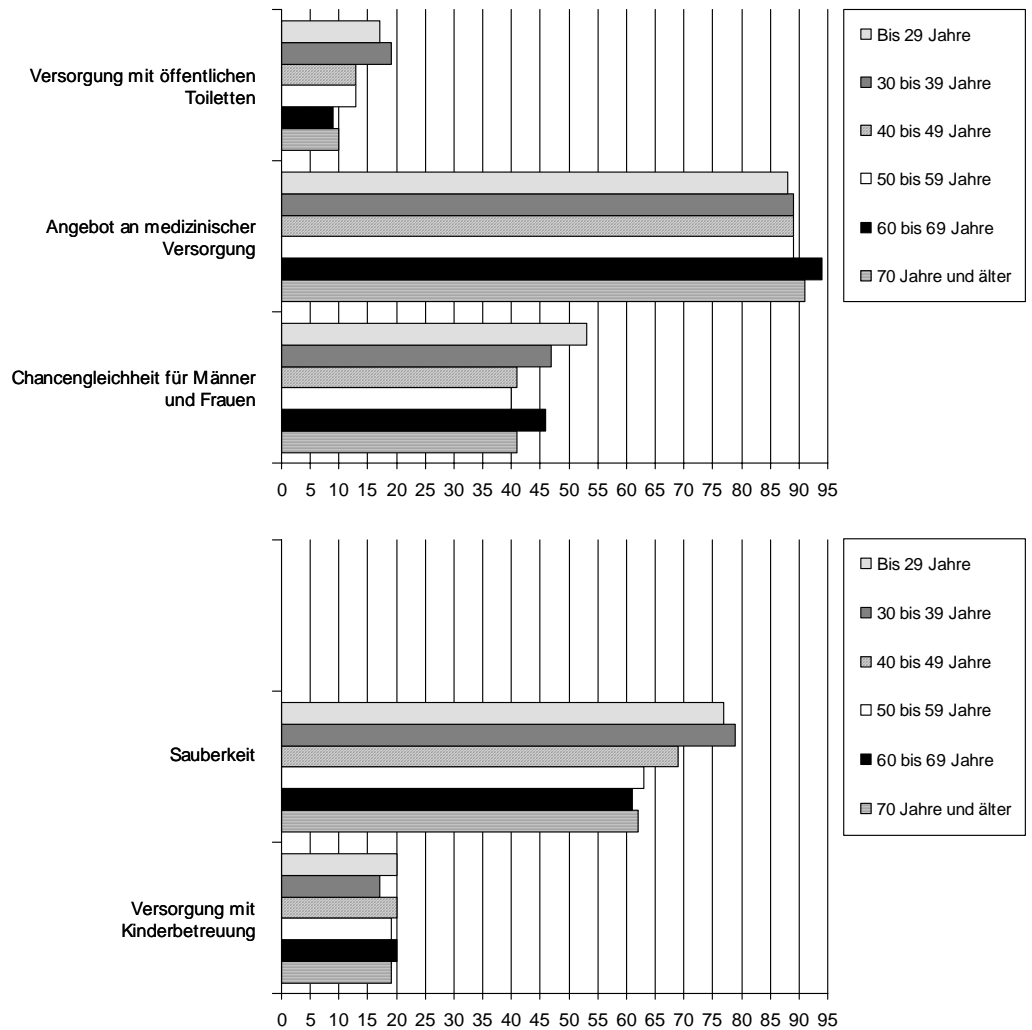 Versorgung mit öffentlichen
Toiletten
Angebot an medizinischer
Versorgung
Chancengleichheit für Männer
und Frauen
0 5 10 15 20 25 30 35 40 45 50 55 60 65 70 75 80 85 90 95
Bis 29 Jahre
30 bis 39 Jahre
40 bis 49 Jahre
50 bis 59 Jahre
60 bis 69 Jahre
70 Jahre und älter
Sauberkeit
Versorgung mit
Kinderbetreuung
0 5 10 15 20 25 30 35 40 45 50 55 60 65 70 75 80 85 90 95
Bis 29 Jahre
30 bis 39 Jahre
40 bis 49 Jahre
50 bis 59 Jahre
60 bis 69 Jahre
70 Jahre und älter